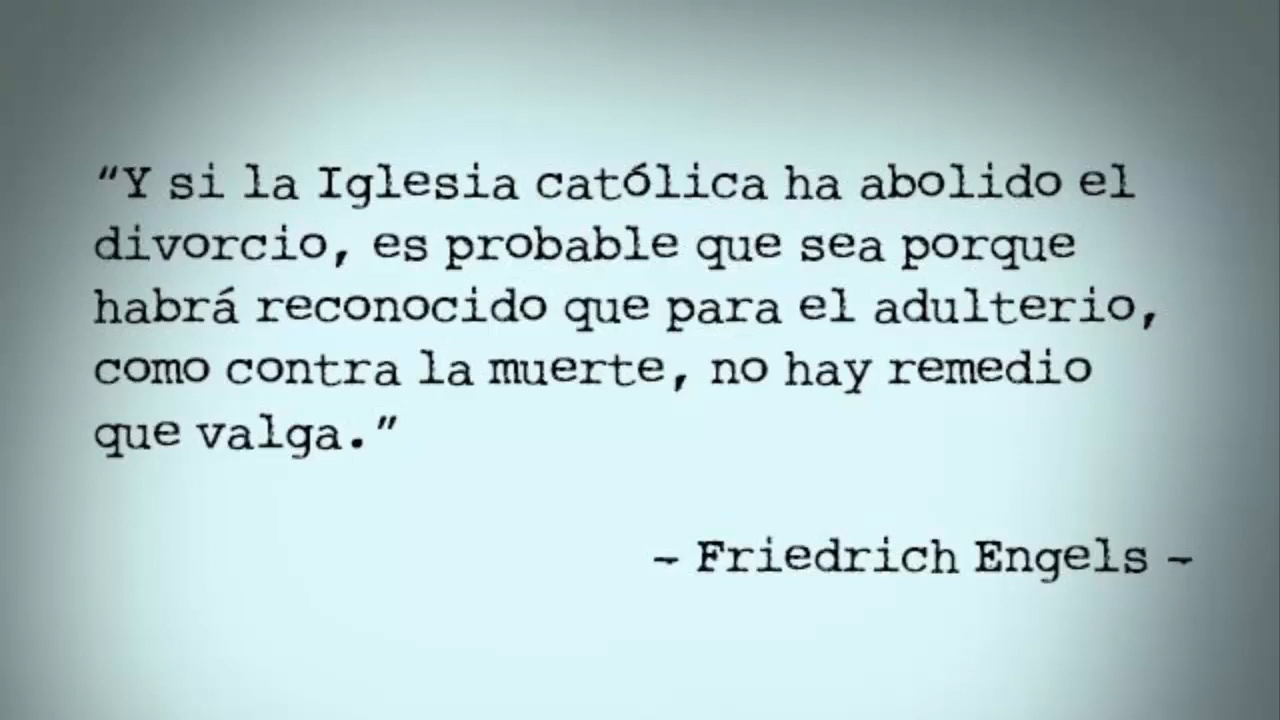 “Y si la Iglesia católica ha abolido el
divorcio, es probable que sea porque
habrá reconocido que para el adulterio,
como contra la muerte, no hay remedio
que valga.”
- Friedrich Engels -